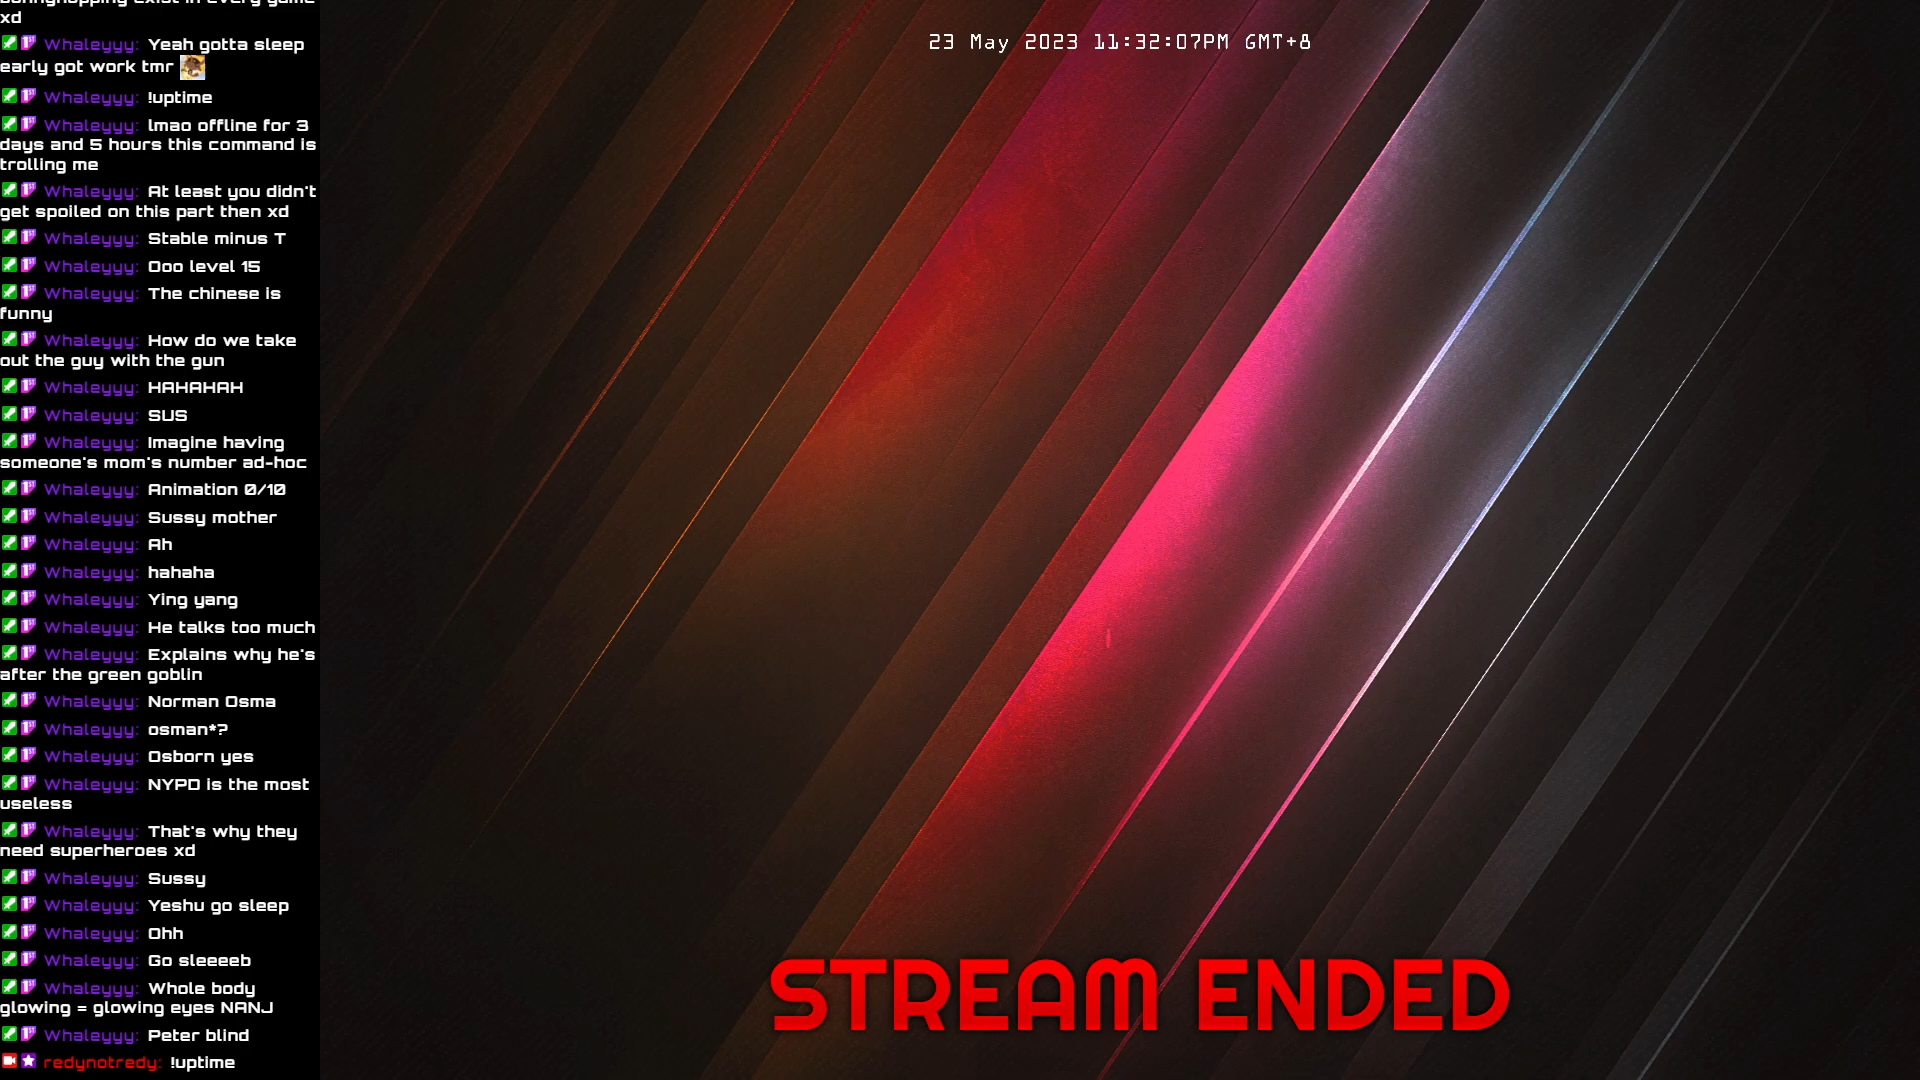 xd
Whaleyyy: Yeah gotta sleep
early got work tmr
Whaleyyy: !uptime
Whaleyyy: lmao offline for 3
days and 5 hours this command is
trolling me
Whaleyyy: At least you didn't
get spoiled on this part then xd
Whaleyyy: Stable minus T
Whaleyyy: Ooo level 15
Whaleyyy: The chinese is
funny
Whaleyyy: How do we take
out the guy with the gun
Whaleyyy: HAHAHAH
Whaleyyy: SUS
Whaleyyy: Imagine having
someone's mom's number ad-hoc
Whaleyyy: Animation 0/10
Whaleyyy: Sussy mother
Whaleyyy: Ah
Whaleyyy: hahaha
Whaleyyy: Ying yang
Whaleyyy: He talks too much
Whaleyyy: Explains why he's
after the green goblin
Whaleyyy: Norman Osma
Whaleyyy: osman*?
Whaleyyy: Osborn yes
Whaleyyy: NYPD is the most
useless
Whaleyyy: That's why they
need superheroes xd
Whaleyyy: Sussy
Whaleyyy: Yeshu go sleep
Whaleyyy: Ohh
Whaleyyy: Go sleeeeb
Whaleyyy: Whole body
glowing = glowing eyes NANJ
Whaleyyy: Peter blind
redynotredy: !uptime
23 May 2023 11:32:07PM GMT+8
STREAM ENDED